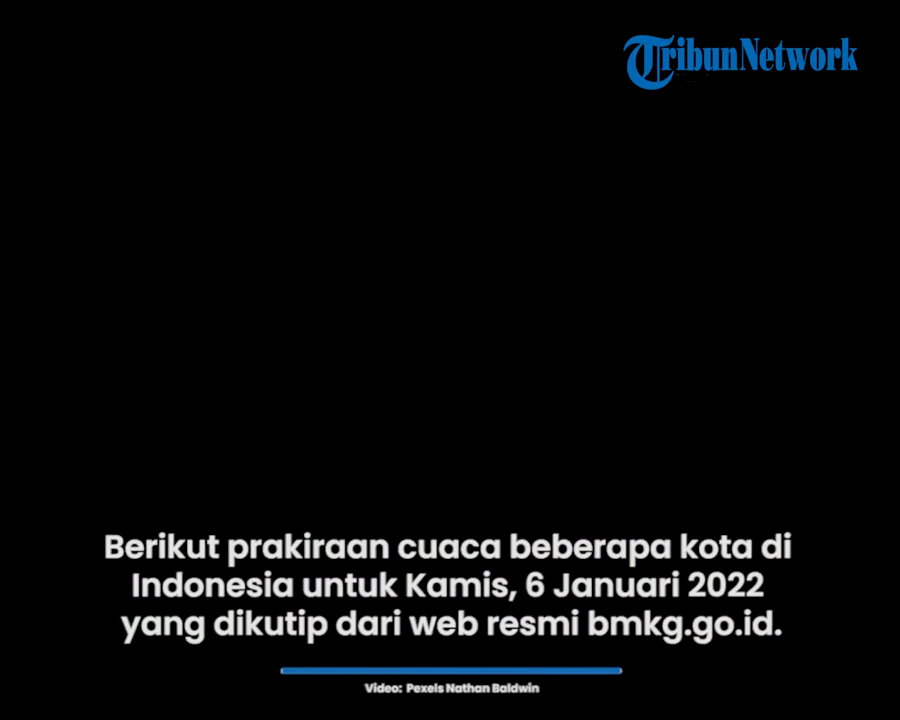 TribunNetwork
Berikut prakiraan cuaca beberapa kota di
Indonesia untuk Kamis, 6 Januari 2022
yang dikutip dari web resmi bmkg.go.id.
Video: Pexels Nathan Baldwin